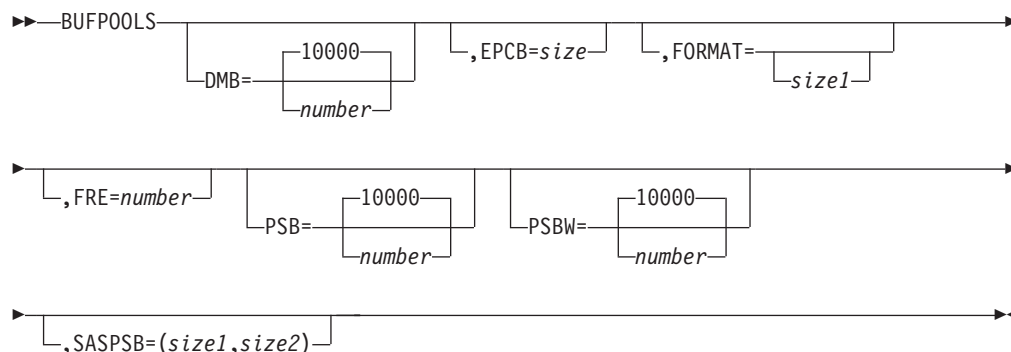 BUFPOOLS
DMB= 10000 number
,EPCB=size
,FORMAT= size1
,FRE=number
PSB= 10000 number
PSBW= 10000 number
,SASPSB=(size1,size2)